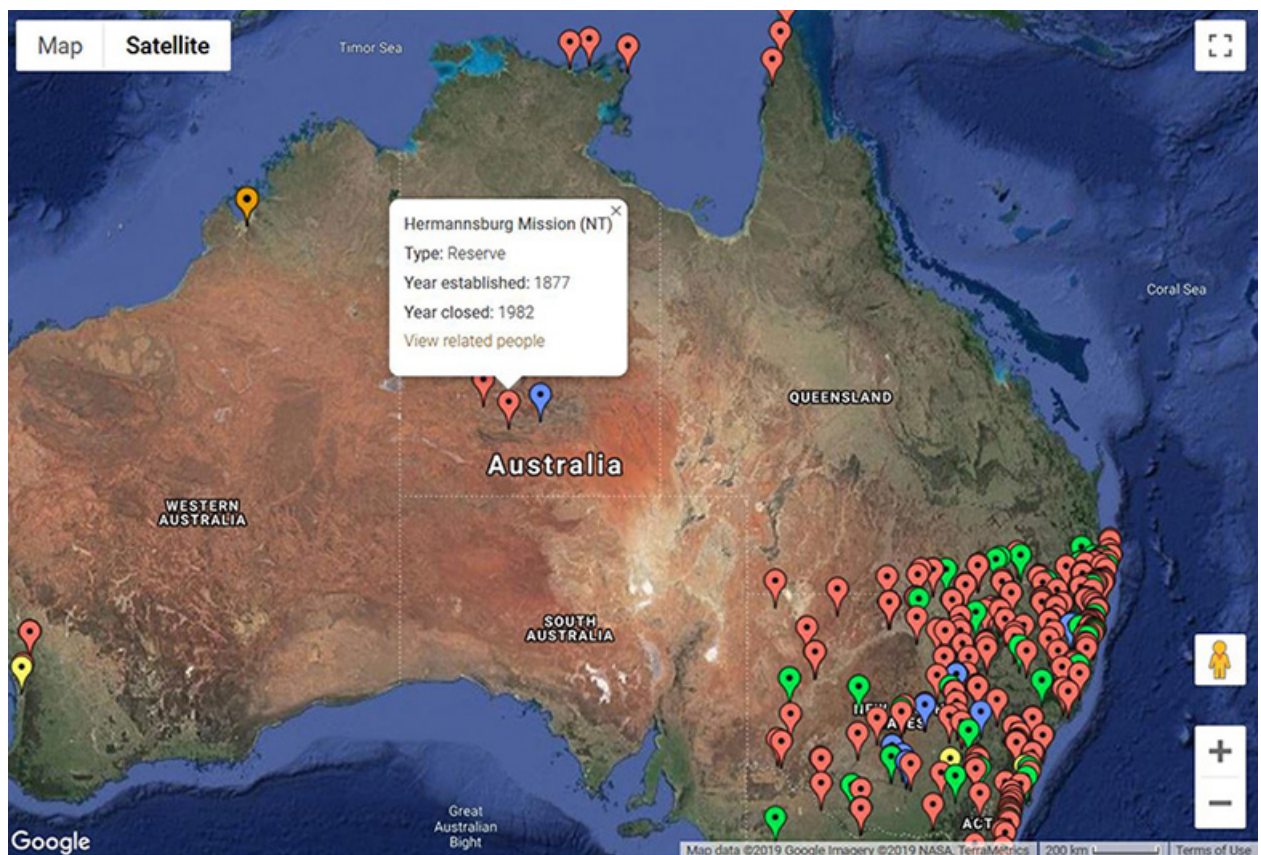 Map Satellite
Timor Sea
Hermannsburg Mission (NT)
Type: Reserve
Year established: 1877
Year closed: 1982
View related people
Coral Sea
QUEENSLAND
Australia
WESTERN
AUSTRALIA
SOUTH
AUSTRALIA
ACT
Great
Australian
Bight
Google
Map data ©2019 Google Imagery ©2019 NASA, TerraMetrics 200 km Terms of Use